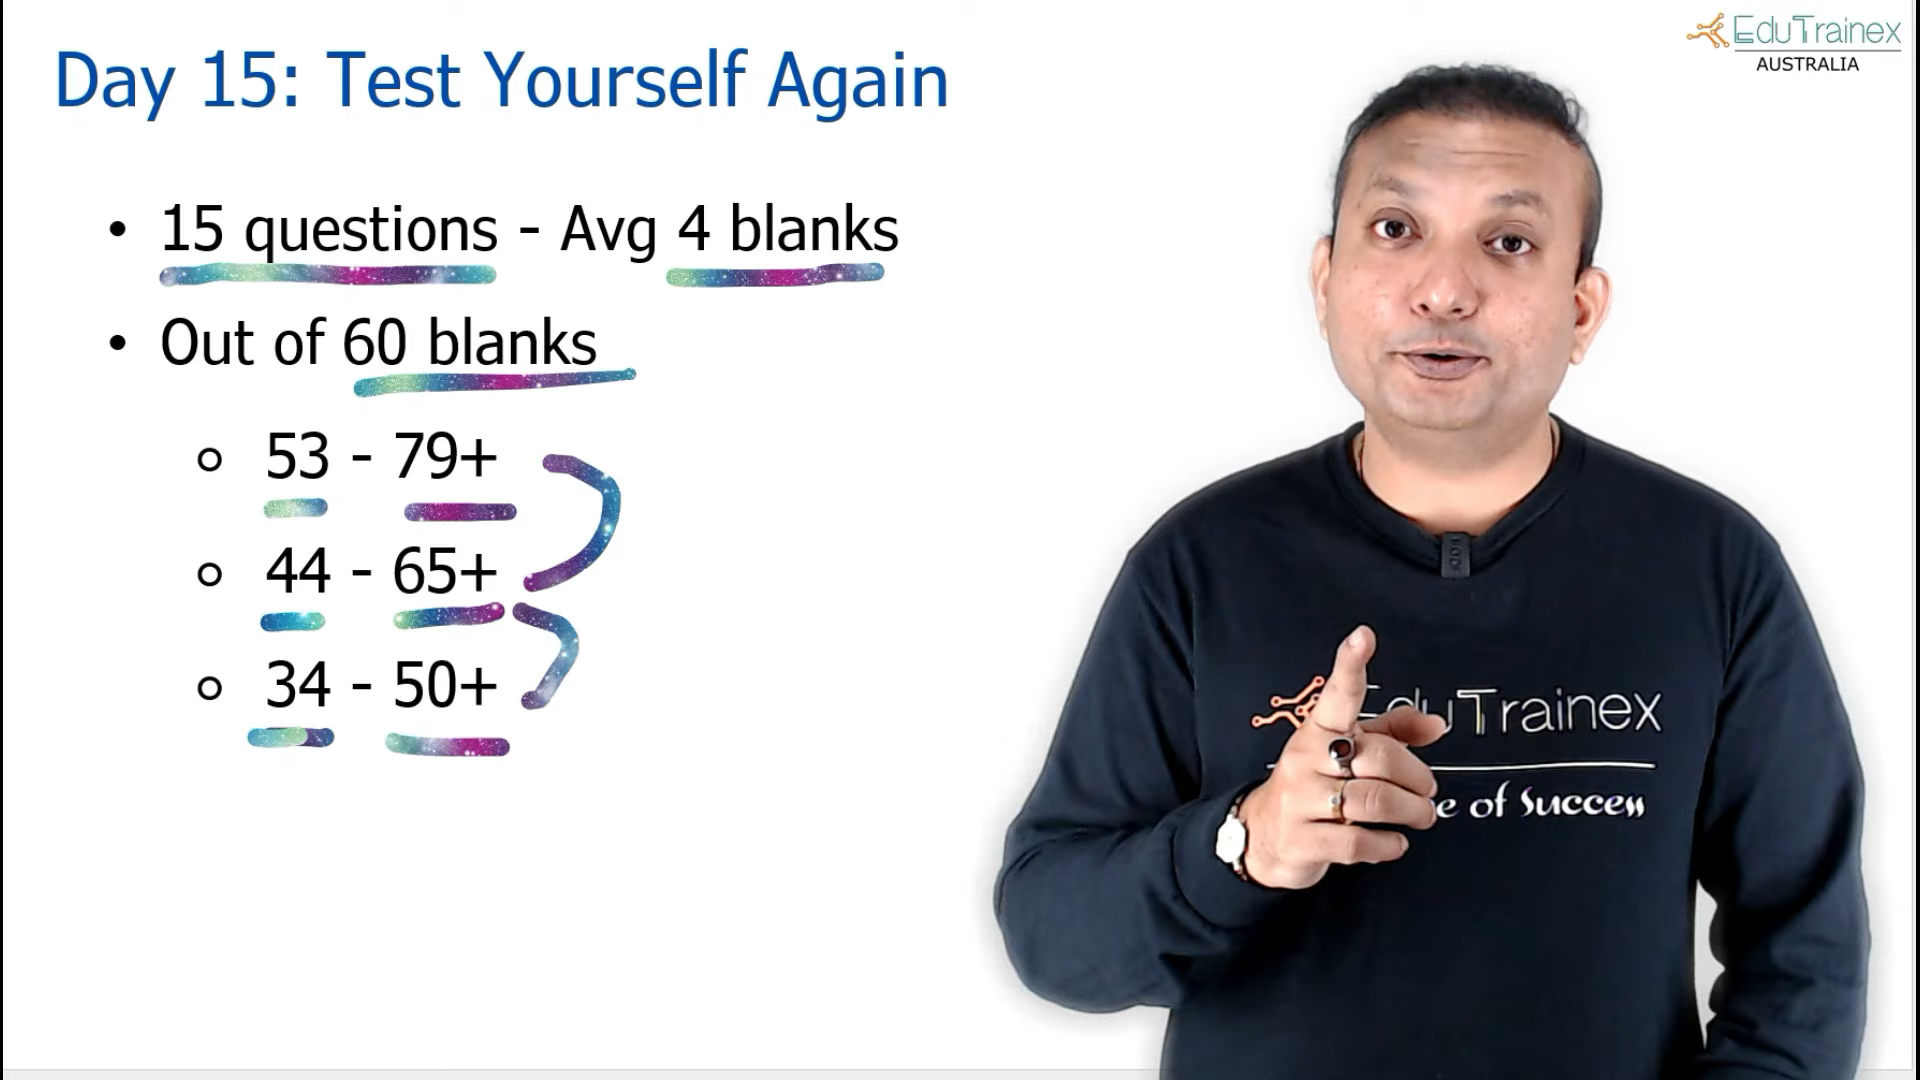 EduTrainex
AUSTRALIA
Day 15: Test Yourself Again
• 15 questions - Avg 4 blanks
• Out of 60 blanks
○ 53 - 79+
○ 44 - 65+
○ 34 - 50+
EduTrainex
e of Success